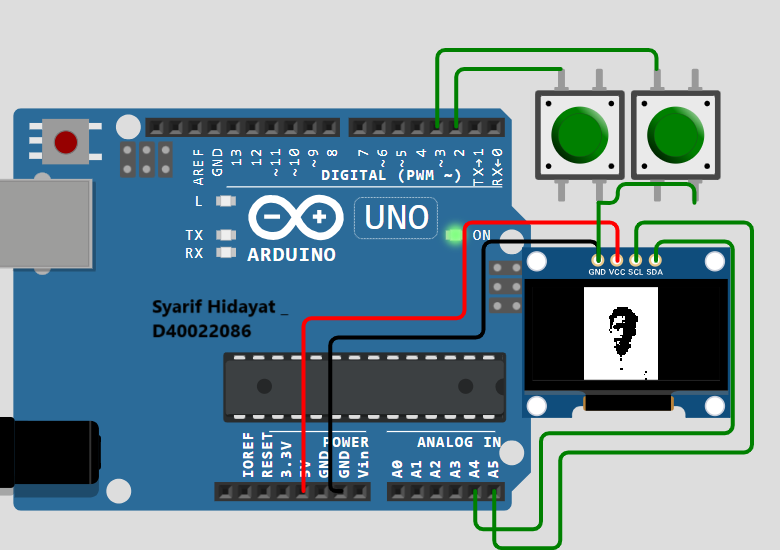 AREF
GND
13
12
~11
~10
~9
8
7
~6
~5
4
~3
2
TX→1
RX←0
DIGITAL (PWM ~)
L
TX
RX
UNO
ON
ARDUINO
GND VCC SCL SDA
Syarif Hidayat _
D40022086
IOREF
RESET
3.3V
5V
GND
GND
Vin
POWER
ANALOG IN
A0
A1
A2
A3
A4
A5